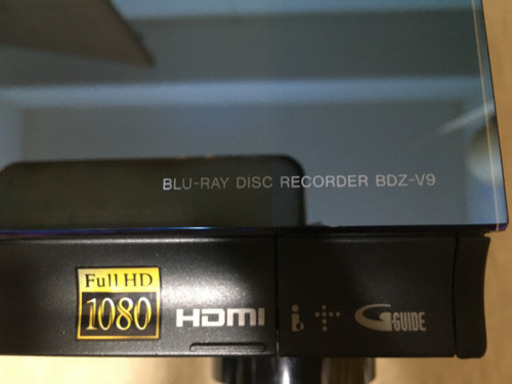 BLU-RAY DISC RECORDER BDZ-V9
Full HD
1080
HDMI
G-GUIDE